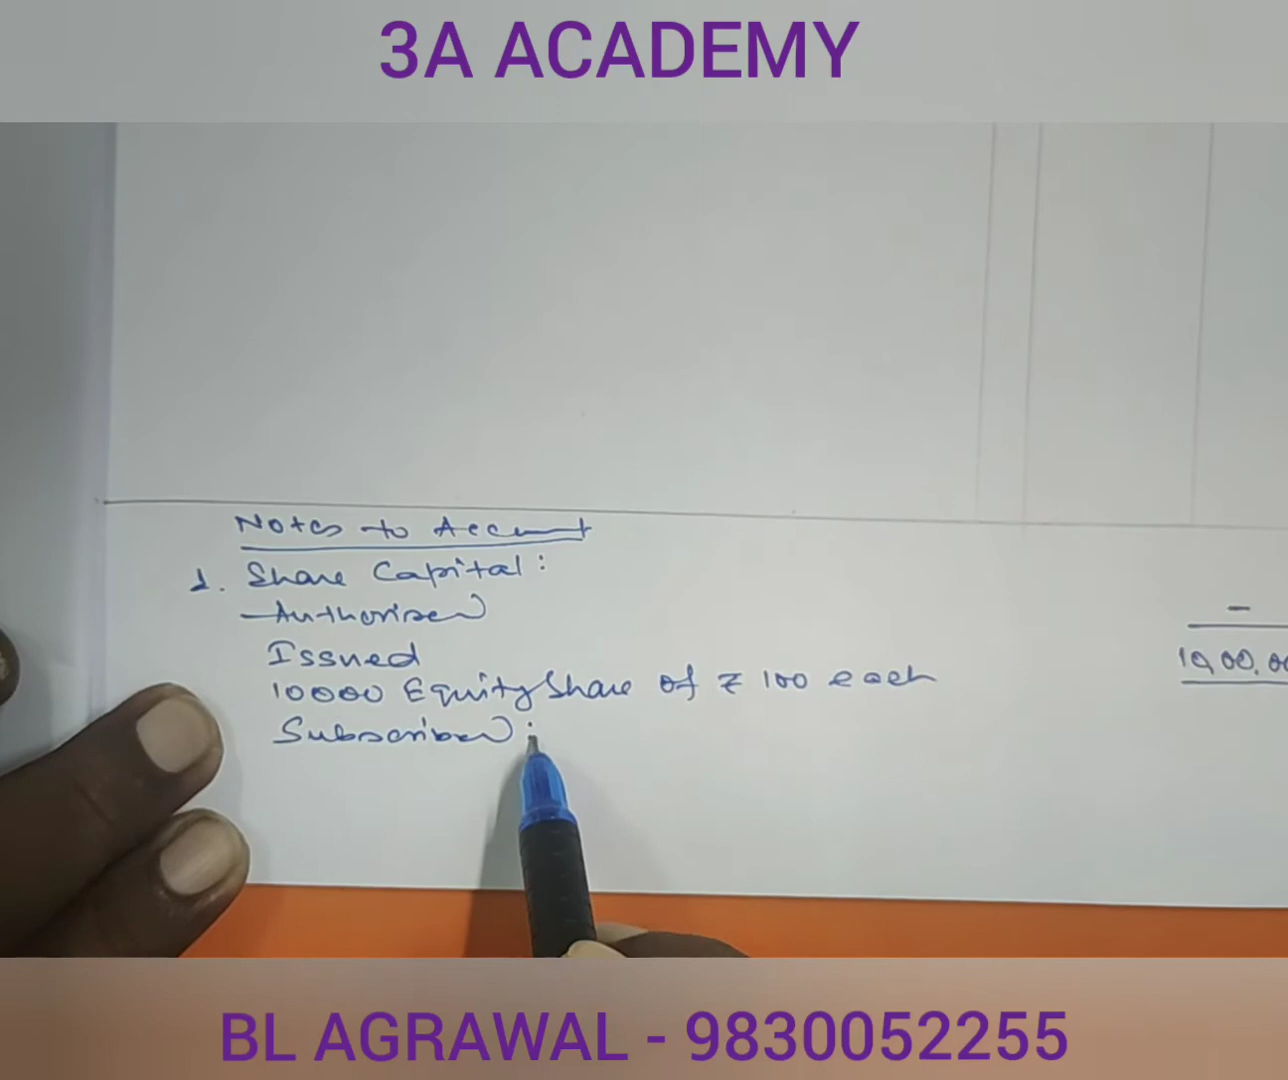 3A ACADEMY
Notes to Account
1. Share Capital:
Authorised
-
Issued
10000 Equity Share of ₹ 100 each
10,00,00
Subscribed:
BL AGRAWAL - 9830052255